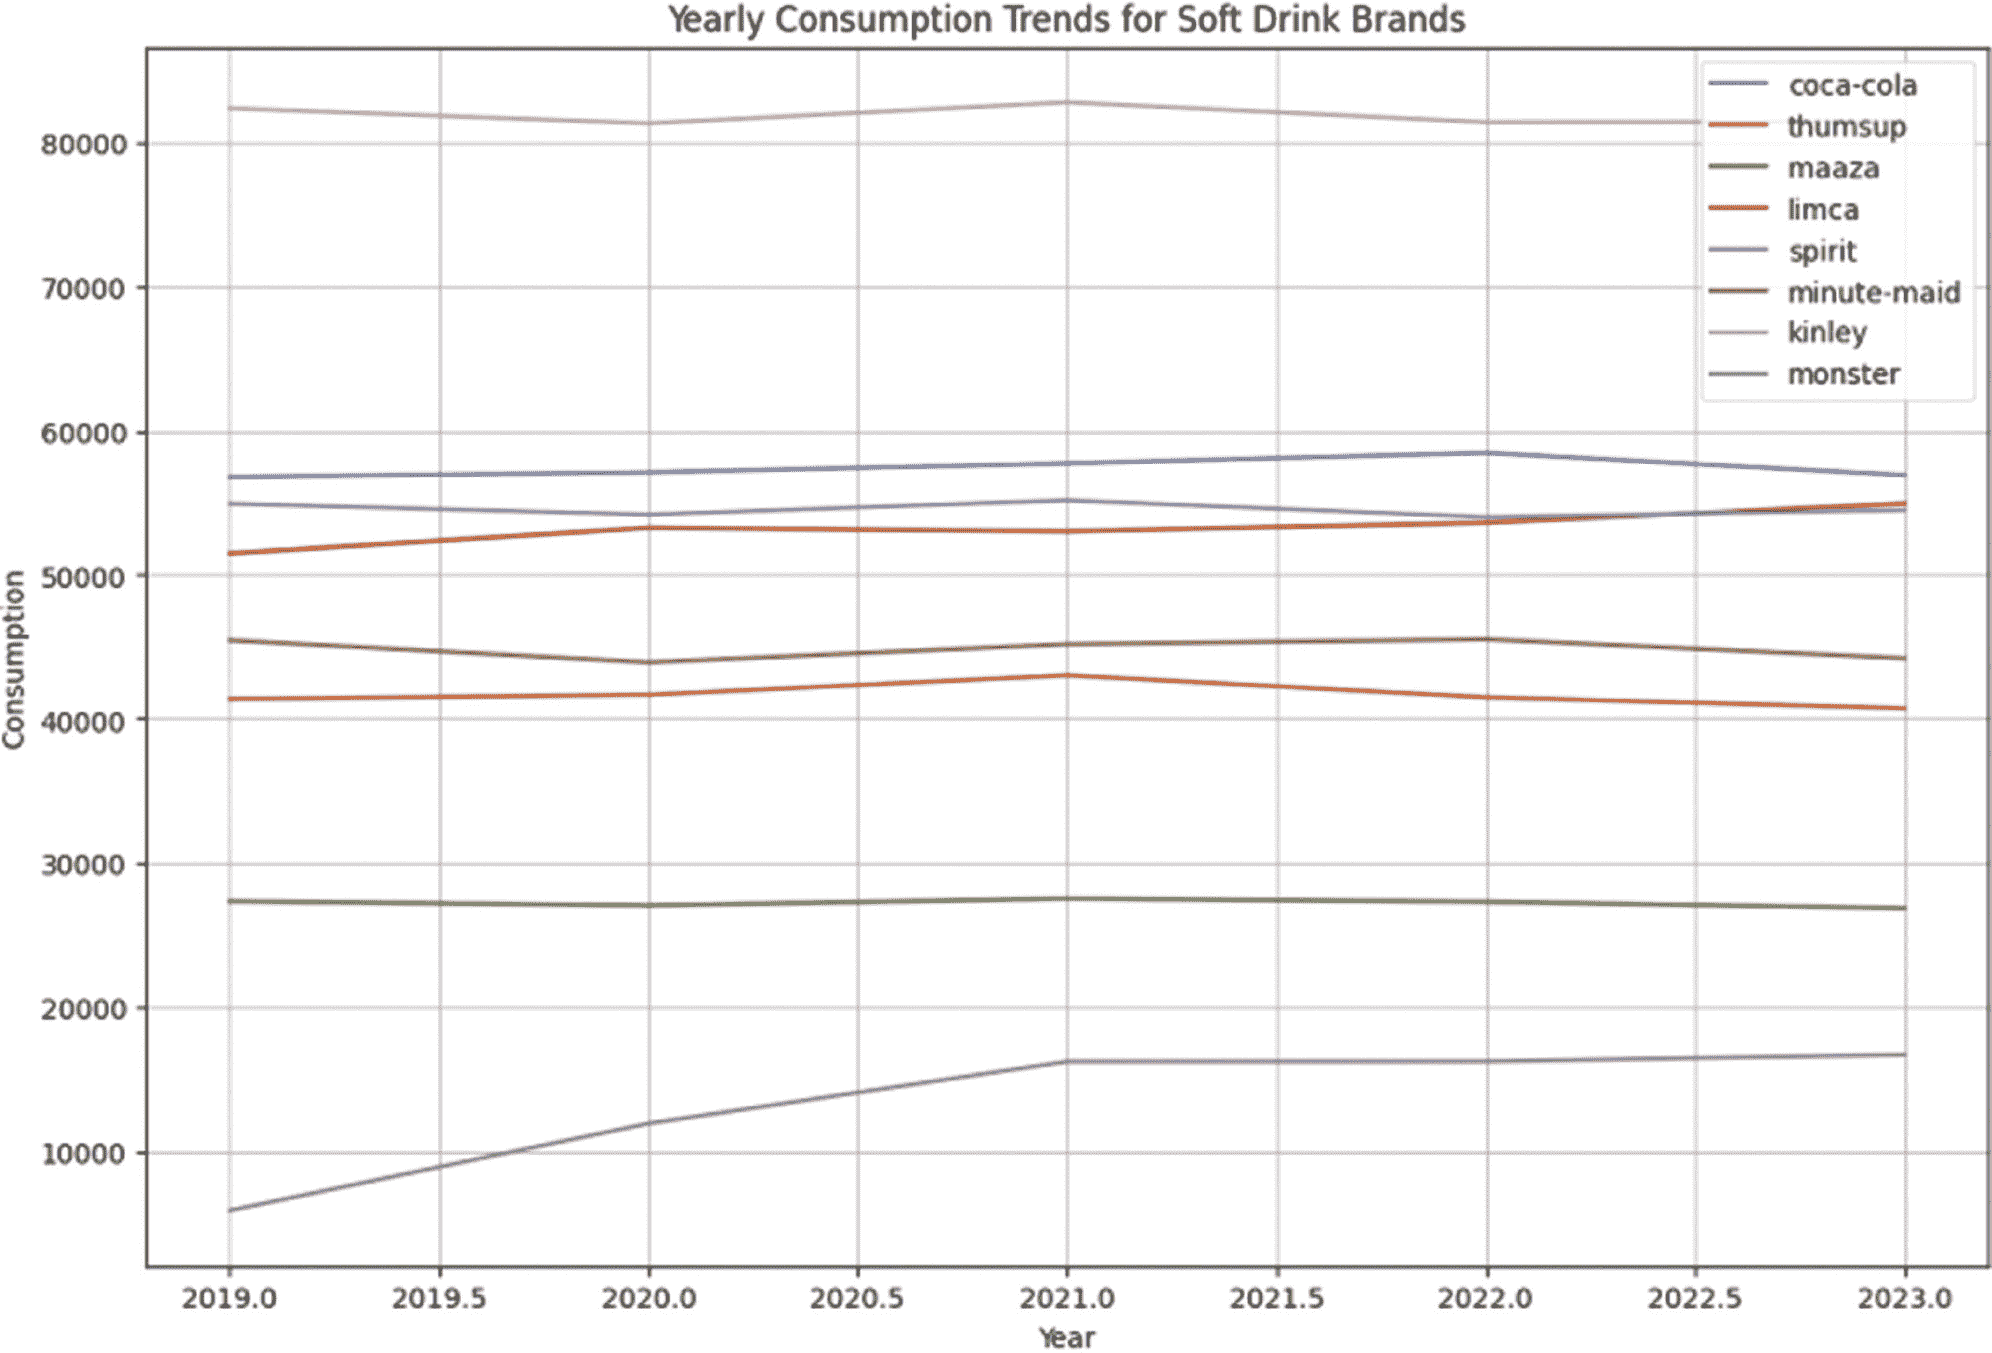 Yearly Consumption Trends for Soft Drink Brands
coca-cola
thumsup
maaza
limca
spirit
minute-maid
kinley
monster
80000
70000
60000
50000
40000
30000
20000
10000
Consumption
2019.0 2019.5 2020.0 2020.5 2021.0 2021.5 2022.0 2022.5 2023.0
Year